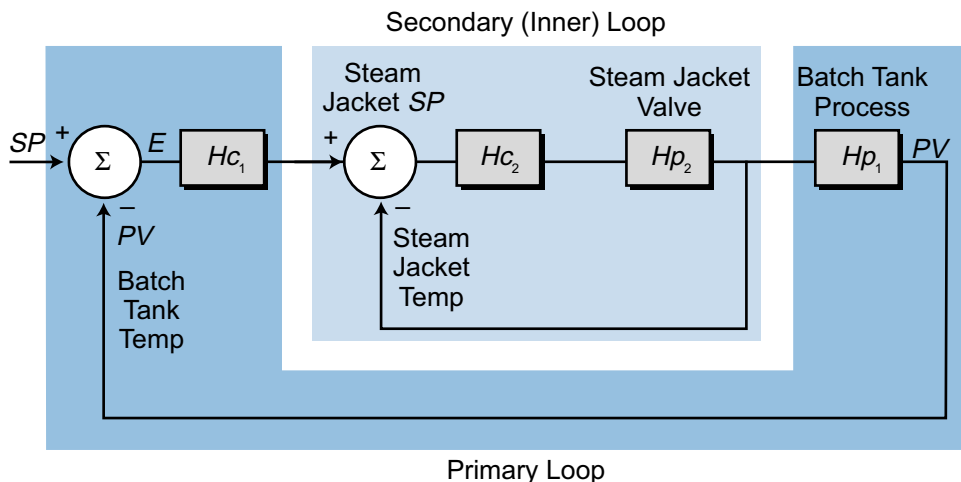 Secondary (Inner) Loop
Steam
Jacket SP
Steam Jacket
Valve
Batch Tank
Process
SP
+
Σ
E
Hc₁
+
Σ
Hc₂
Hp₂
Hp₁
PV
−
PV
Batch
Tank
Temp
−
Steam
Jacket
Temp
Primary Loop